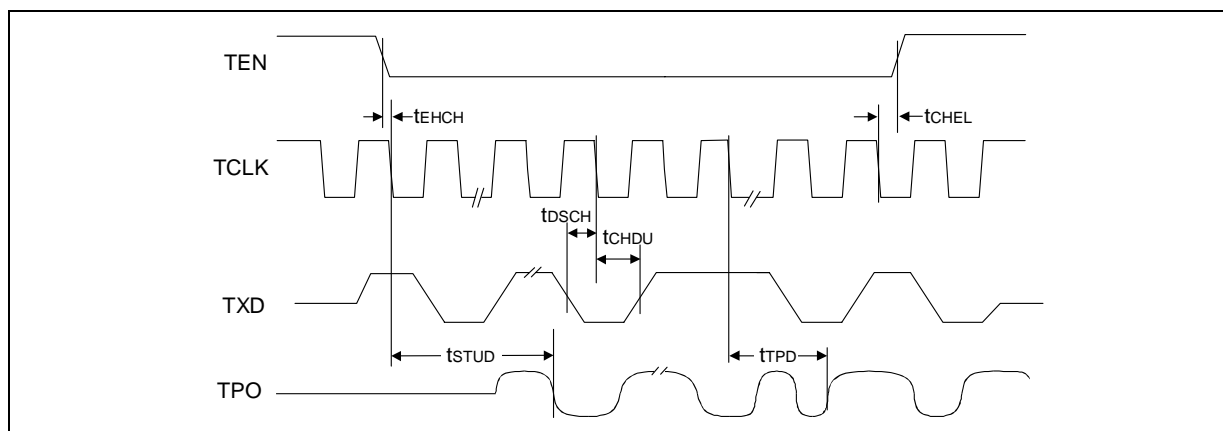 TEN
tEHCH
tCHEL
TCLK
tDSCH
tCHDU
TXD
tSTUD
tTPD
TPO